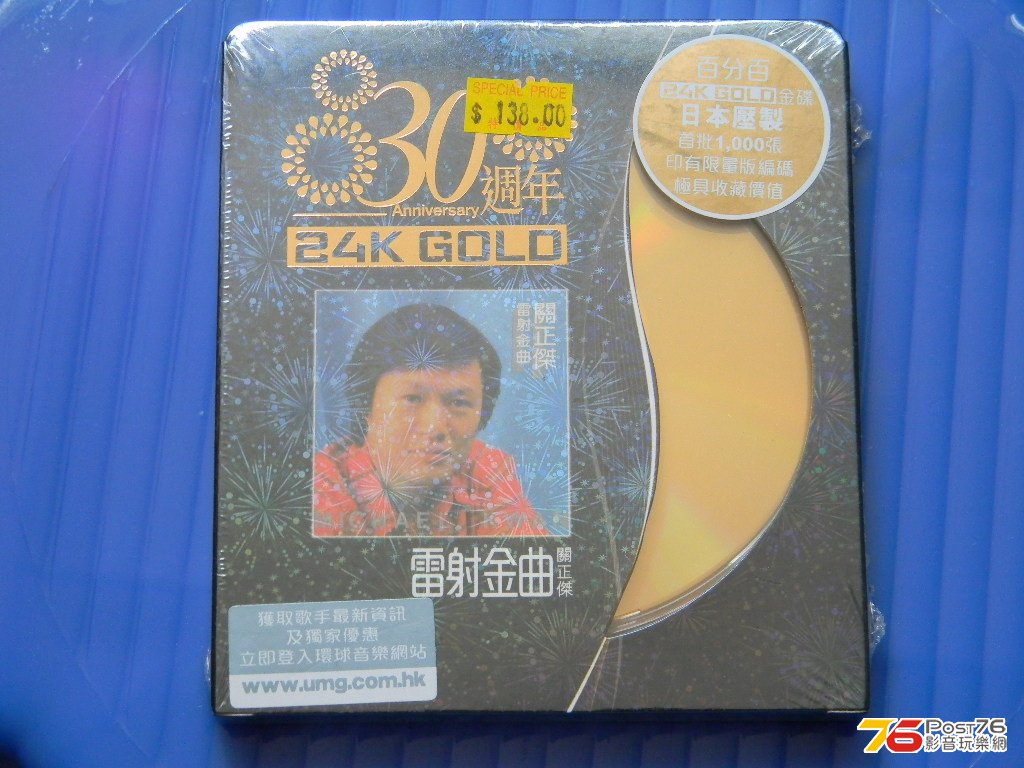 SPECIAL PRICE
$ 138.00
30
週年
Anniversary
24K GOLD
百分百
24K GOLD金碟
日本壓製
首批1,000張
印有限量版編碼
極具收藏價值
關正傑
雷射金曲
雷射金曲
關正傑
獲取歌手最新資訊
及獨家優惠
立即登入環球音樂網站
www.umg.com.hk
76 Post76
影音玩樂網